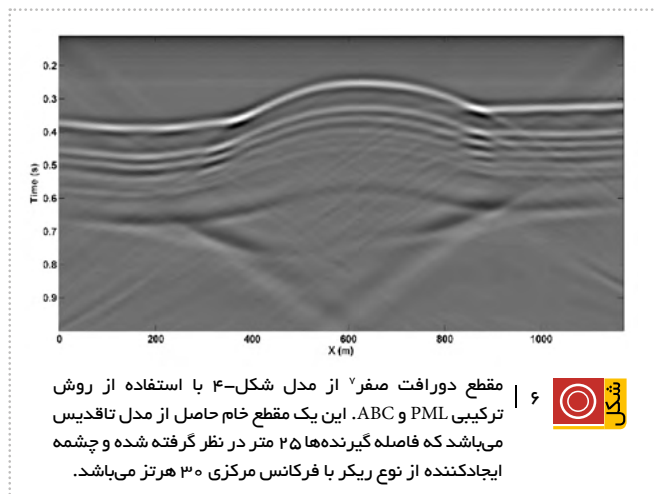 0.2
0.3
0.4
0.5
0.6
0.7
0.8
0.9
Time (s)
0 200 400 600 800 1000
X (m)
شکل ۶
مقطع دورافت صفر۷ از مدل شکل-۴ با استفاده از روش
ترکیبی PML و ABC. این یک مقطع خام حاصل از مدل تاقدیس
می‌باشد که فاصله گیرنده‌ها ۲۵ متر در نظر گرفته شده و چشمه
ایجادکننده از نوع ریکر با فرکانس مرکزی ۳۰ هرتز می‌باشد.